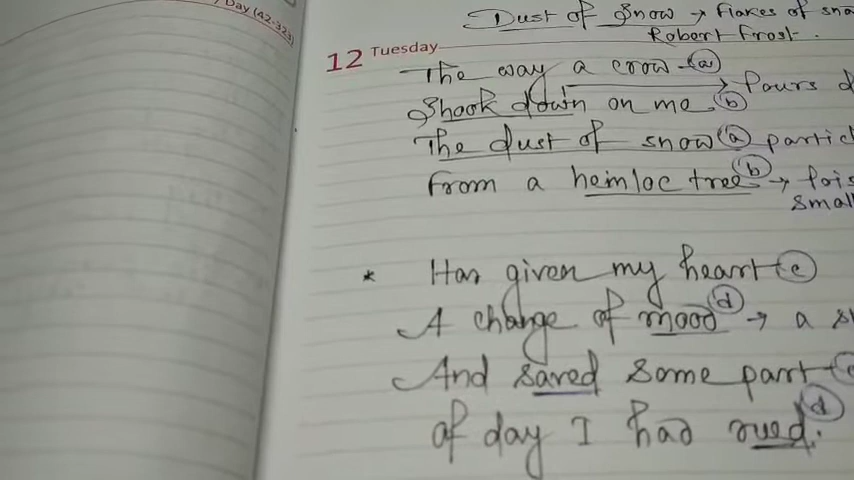 Day (42-323)
Dust of Snow → Flakes of sno
Robert Frost.
12 Tuesday
The way a crow (a)
Shook down on me (b) → Pours d
The dust of snow (a) partic
From a hemloc tree (b) → Pois
small
* Has given my heart (c)
A change of mood (d) → a s
And saved some part (c
of day I had rued. (d)